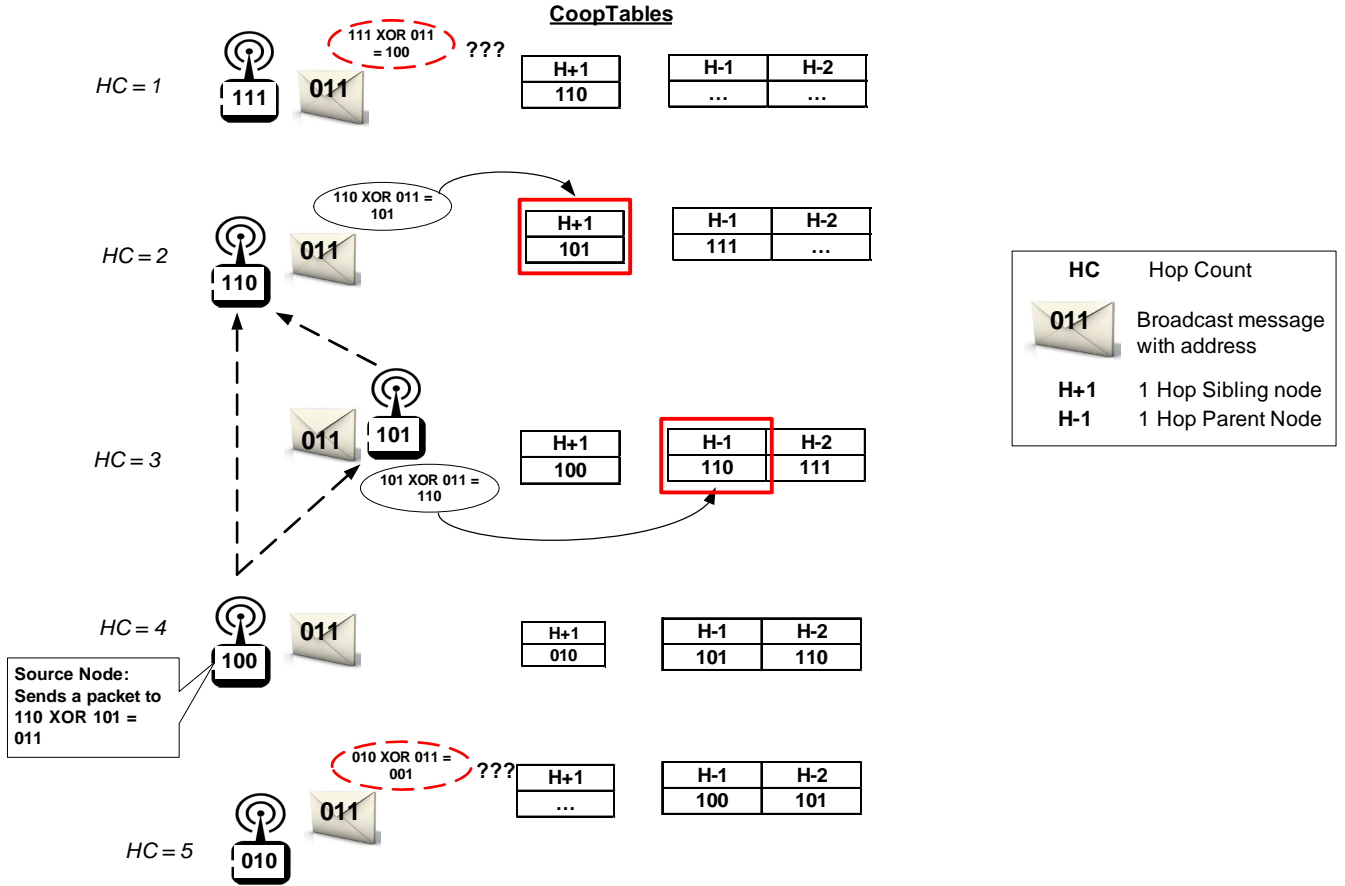 CoopTables
111 XOR 011
= 100
???
HC = 1
111
011
H+1
110
H-1 H-2
… …
110 XOR 011 =
101
HC = 2
110
011
H+1
101
H-1 H-2
111 …
HC Hop Count
011
Broadcast message
with address
H+1 1 Hop Sibling node
H-1 1 Hop Parent Node
HC = 3
011
101
H+1
100
H-1 H-2
110 111
101 XOR 011 =
110
HC = 4
100
011
H+1
010
H-1 H-2
101 110
Source Node:
Sends a packet to
110 XOR 101 =
011
010 XOR 011 =
001
???
H+1
…
H-1 H-2
100 101
011
HC = 5
010